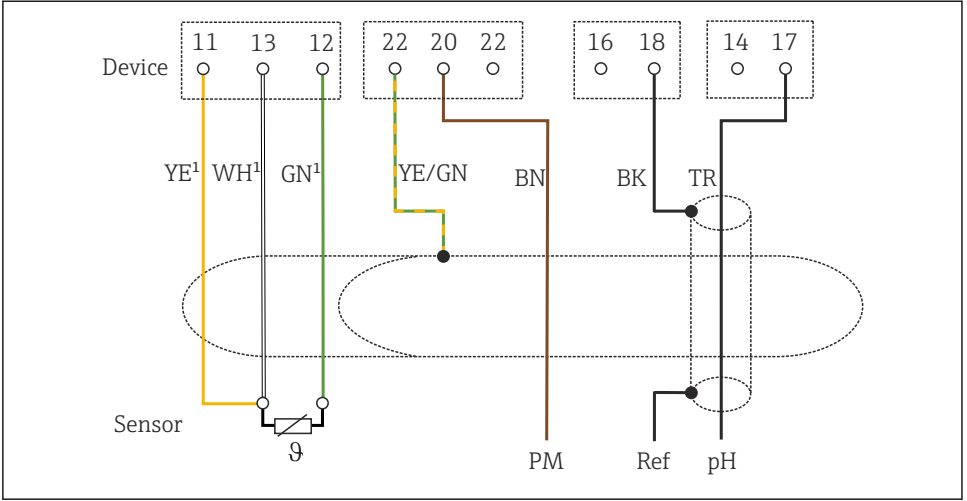 11 13 12 22 20 22 16 18 14 17
Device
YE¹ WH¹ GN¹ YE/GN BN BK TR
Sensor
ϑ
PM Ref pH